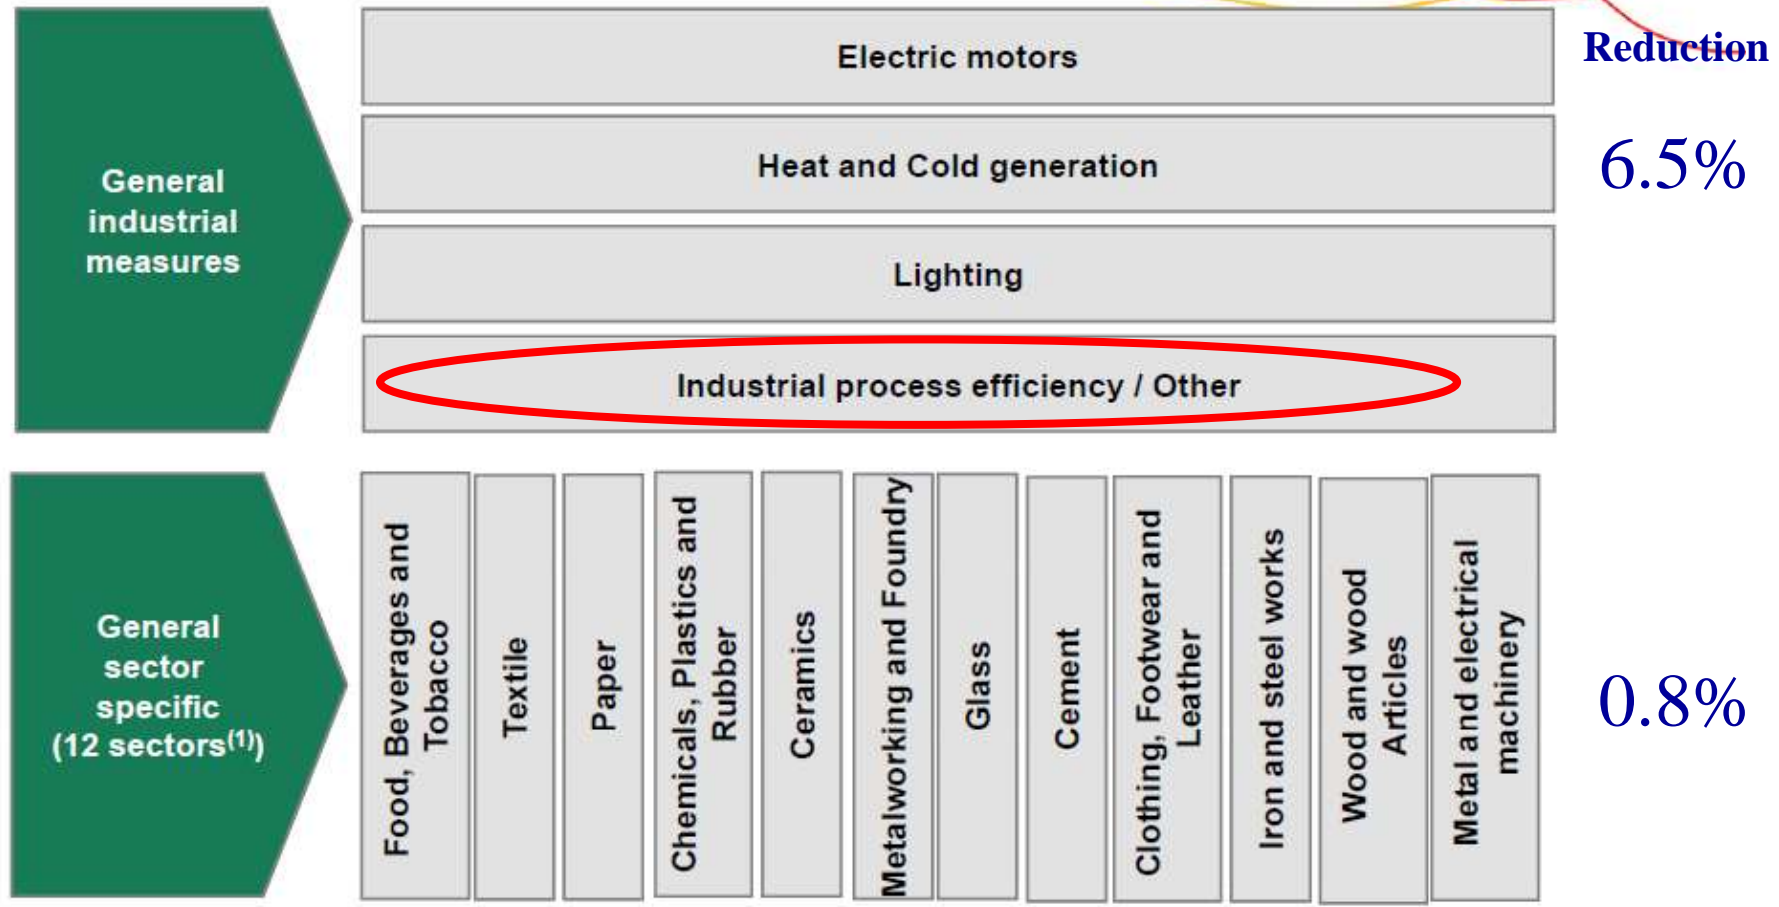 Electric motors
Reduction
General
industrial
measures
Heat and Cold generation
6.5%
Lighting
Industrial process efficiency / Other
General
sector
specific
(12 sectors(1))
Food, Beverages and
Tobacco
Textile
Paper
Chemicals, Plastics and
Rubber
Ceramics
Metalworking and Foundry
Glass
Cement
Clothing, Footwear and
Leather
Iron and steel works
Wood and wood
Articles
Metal and electrical
machinery
0.8%